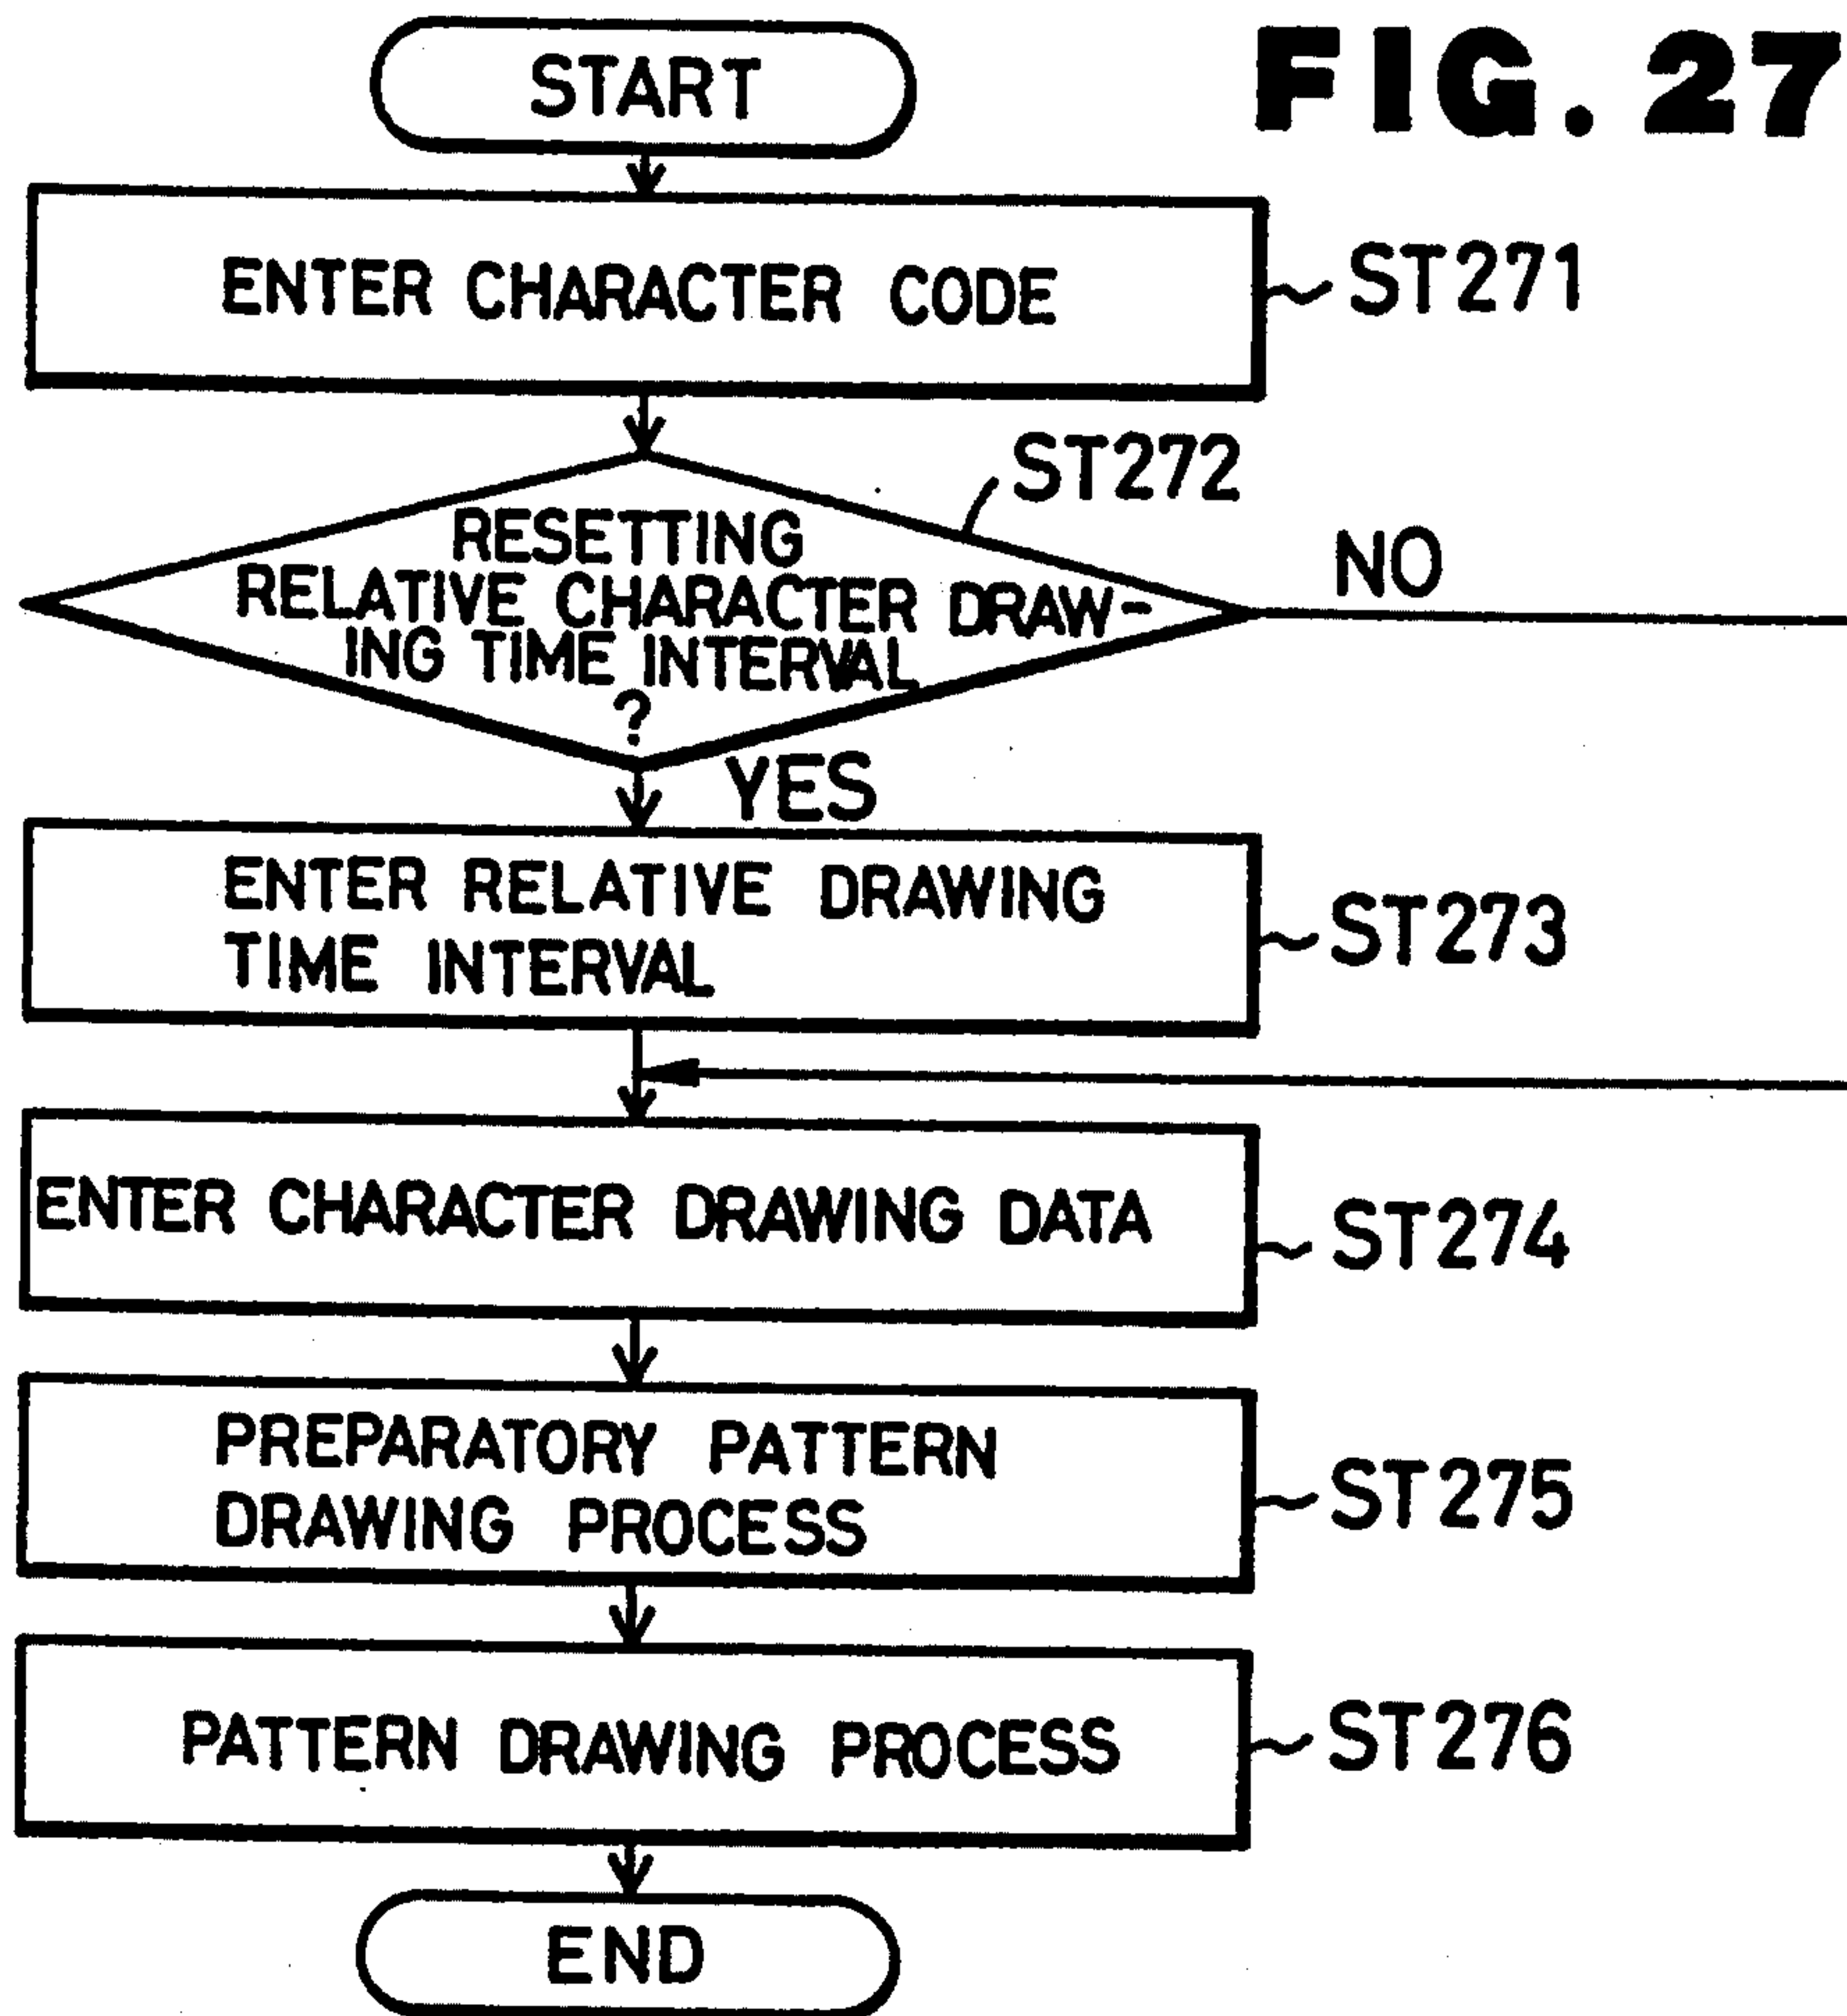 FIG. 27
START
ENTER CHARACTER CODE
ST271
ST272
RESETTING
RELATIVE CHARACTER DRAW-
ING TIME INTERVAL
?
NO
YES
ENTER RELATIVE DRAWING
TIME INTERVAL
ST273
ENTER CHARACTER DRAWING DATA
ST274
PREPARATORY PATTERN
DRAWING PROCESS
ST275
PATTERN DRAWING PROCESS
ST276
END